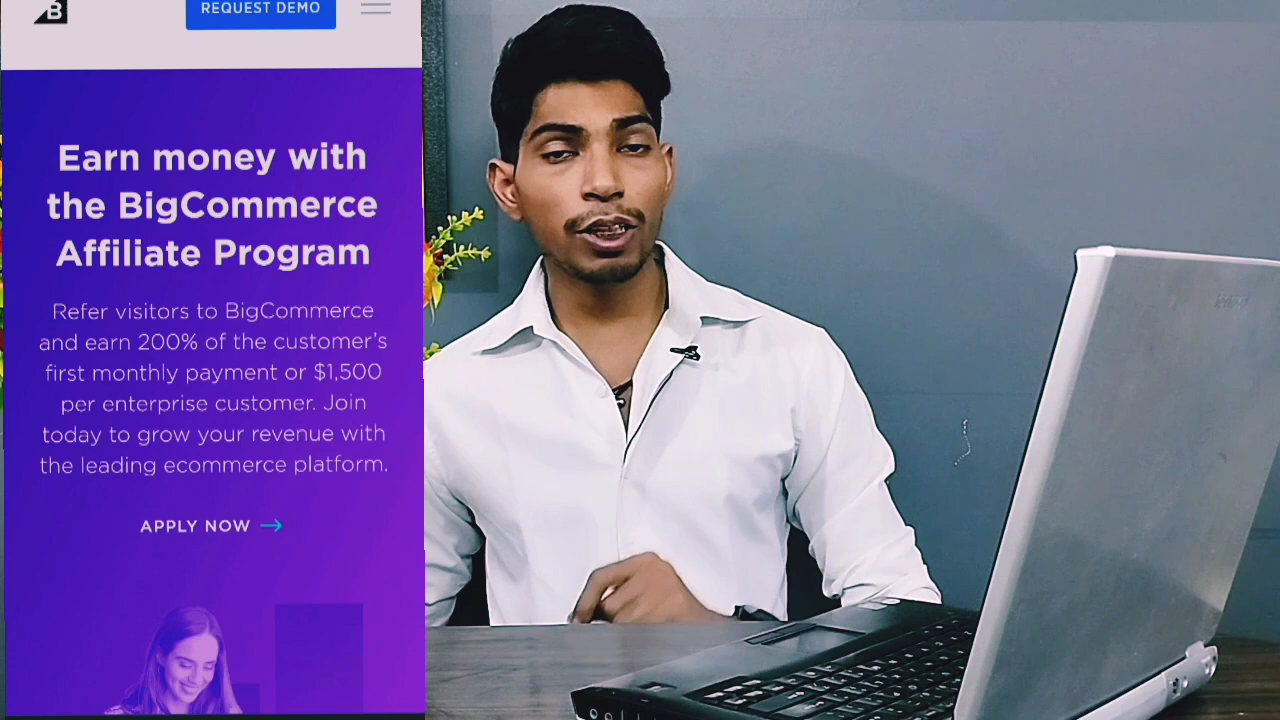 B
REQUEST DEMO
Earn money with
the BigCommerce
Affiliate Program
Refer visitors to BigCommerce
and earn 200% of the customer's
first monthly payment or $1,500
per enterprise customer. Join
today to grow your revenue with
the leading ecommerce platform.
APPLY NOW →